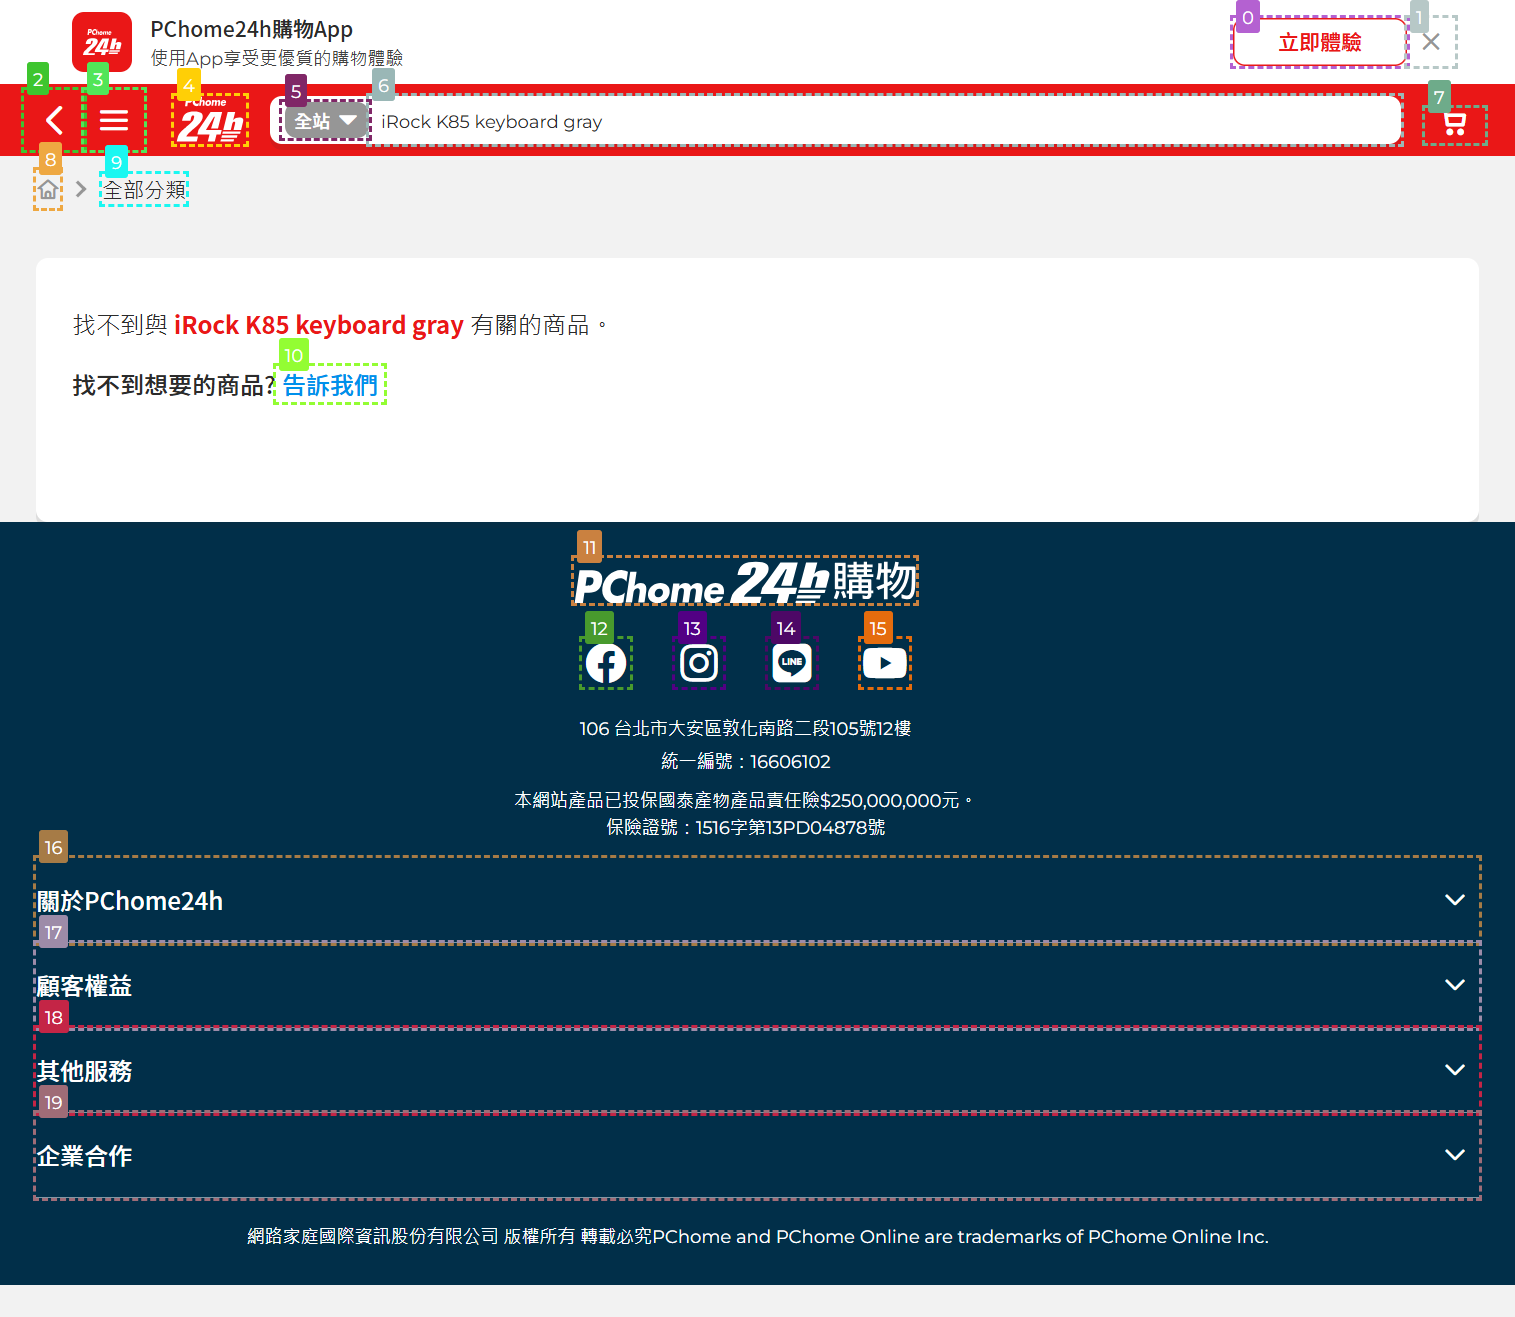 PChome 24h
PChome24h購物App
使用App享受更優質的購物體驗
0
立即體驗
1
2
3
4
PChome 24h
5
全站
6
iRock K85 keyboard gray
7
8
9
全部分類
找不到與 iRock K85 keyboard gray 有關的商品。
10
找不到想要的商品? 告訴我們
11
PChome 24h購物
12
13
14
LINE
15
106 台北市大安區敦化南路二段105號12樓
統一編號：16606102
本網站產品已投保國泰產物產品責任險$250,000,000元。
保險證號：1516字第13PD04878號
16
關於PChome24h
17
顧客權益
18
其他服務
19
企業合作
網路家庭國際資訊股份有限公司 版權所有 轉載必究PChome and PChome Online are trademarks of PChome Online Inc.